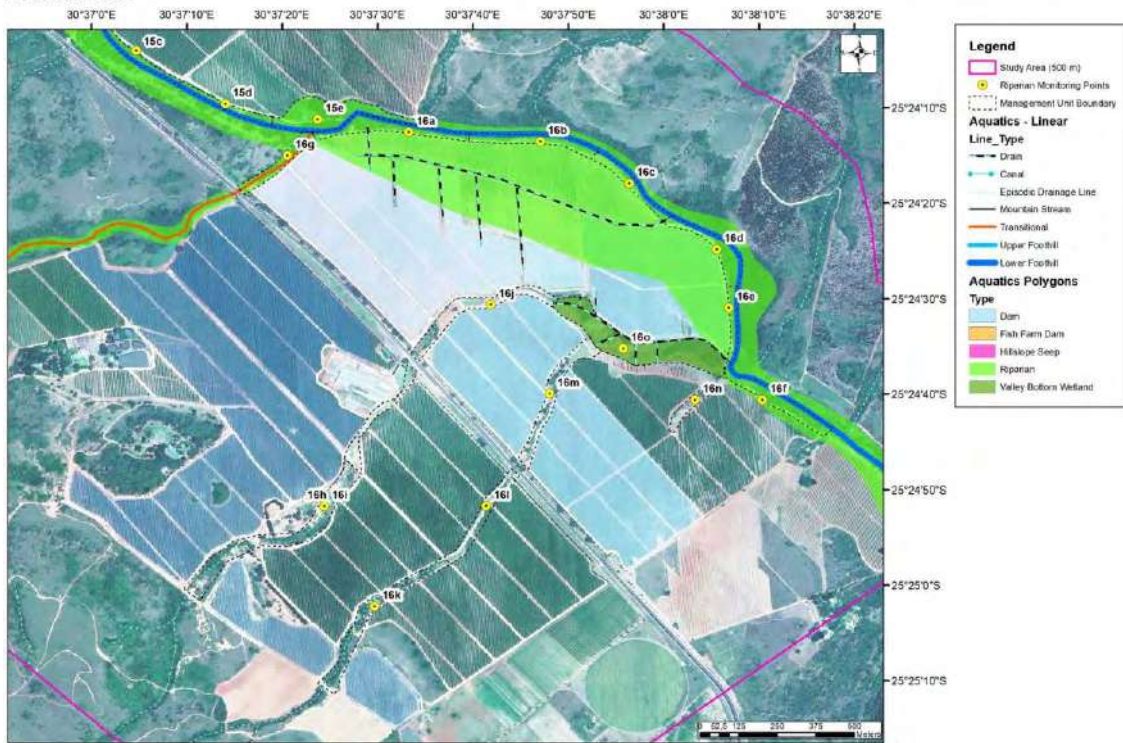 30°37'0"E 30°37'10"E 30°37'20"E 30°37'30"E 30°37'40"E 30°37'50"E 30°38'0"E 30°38'10"E 30°38'20"E
15c
15d
15e
16a
16b
16g
16c
16d
16e
16j
16o
16m
16n
16f
16h 16i
16l
16k
25°24'10"S
25°24'20"S
25°24'30"S
25°24'40"S
25°24'50"S
25°25'0"S
25°25'10"S
0 62.5 125 250 375 500
Meters
Legend
Study Area (500 m)
Riparian Monitoring Points
Management Unit Boundary
Aquatics - Linear
Line_Type
Drain
Canal
Episodic Drainage Line
Mountain Stream
Transitional
Upper Foothill
Lower Foothill
Aquatics Polygons
Type
Dam
Fish Farm Dam
Hillslope Seep
Riparian
Valley Bottom Wetland